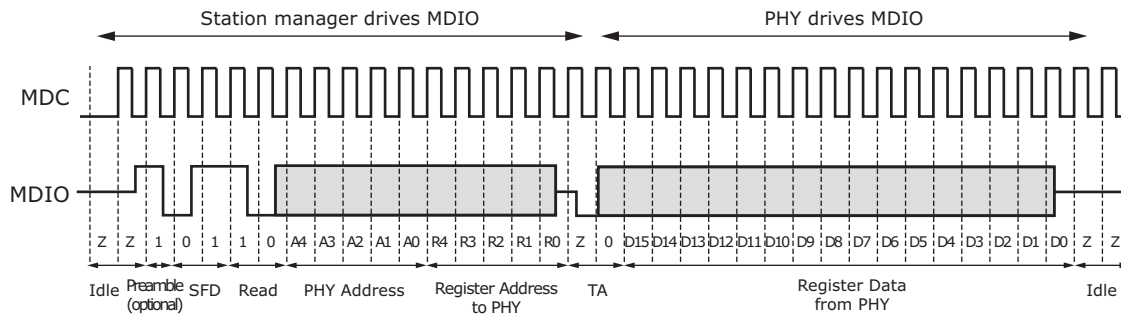 Station manager drives MDIO PHY drives MDIO
MDC
MDIO
Z Z 1 0 1 1 0 A4 A3 A2 A1 A0 R4 R3 R2 R1 R0 Z 0 D15 D14 D13 D12 D11 D10 D9 D8 D7 D6 D5 D4 D3 D2 D1 D0 Z Z
Idle Preamble (optional) SFD Read PHY Address Register Address to PHY TA Register Data from PHY Idle